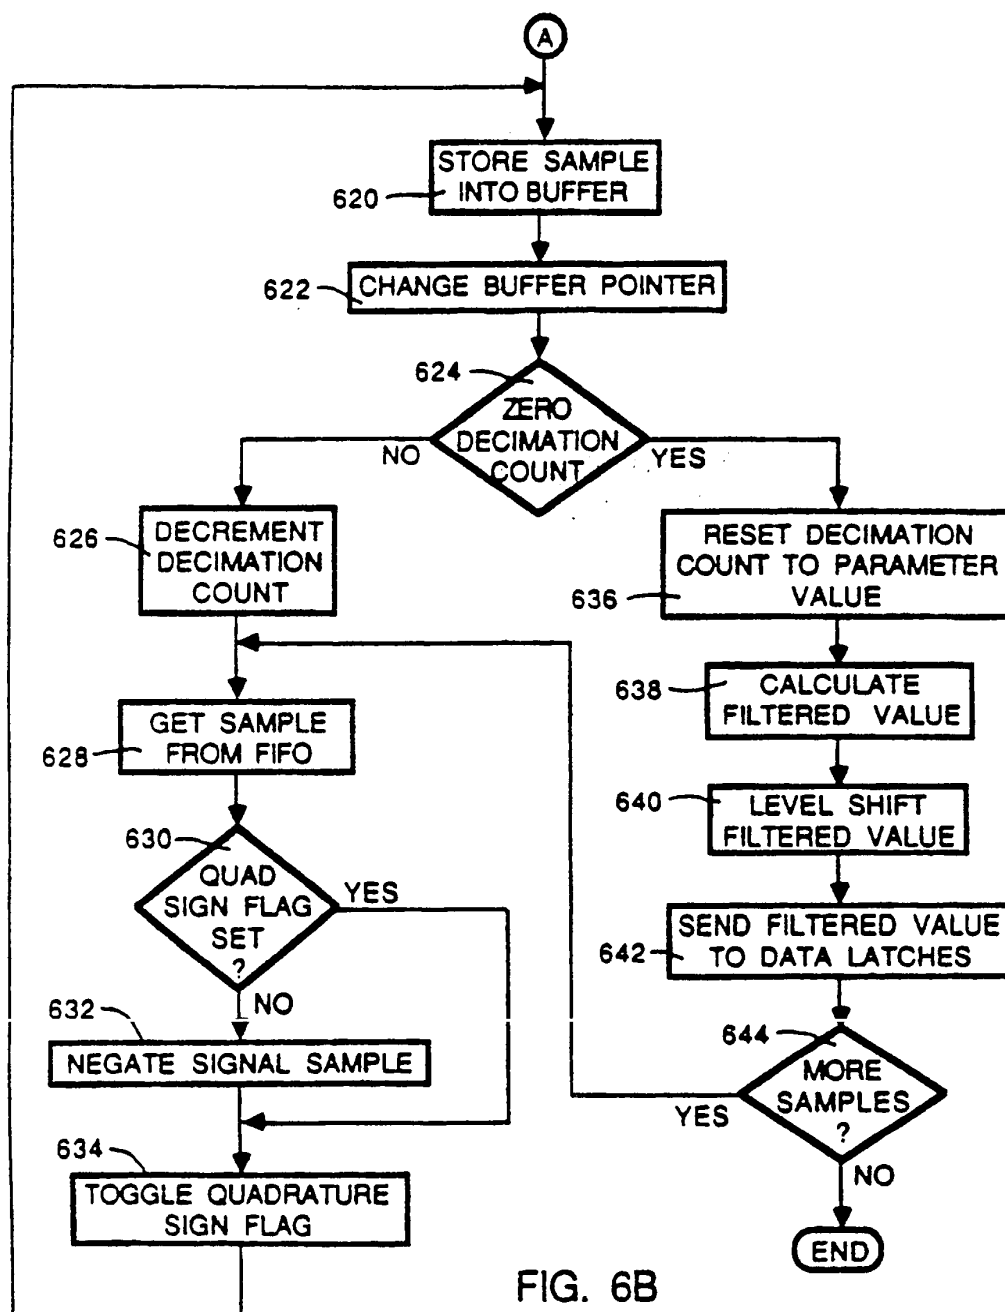 A
STORE SAMPLE
INTO BUFFER
620
CHANGE BUFFER POINTER
622
624
ZERO
DECIMATION
COUNT
NO
YES
626
DECREMENT
DECIMATION
COUNT
RESET DECIMATION
COUNT TO PARAMETER
VALUE
636
GET SAMPLE
FROM FIFO
628
638
CALCULATE
FILTERED VALUE
640
LEVEL SHIFT
FILTERED VALUE
630
QUAD
SIGN FLAG
SET
?
YES
NO
SEND FILTERED VALUE
TO DATA LATCHES
642
632
NEGATE SIGNAL SAMPLE
644
MORE
SAMPLES
?
YES
NO
634
TOGGLE QUADRATURE
SIGN FLAG
END
FIG. 6B